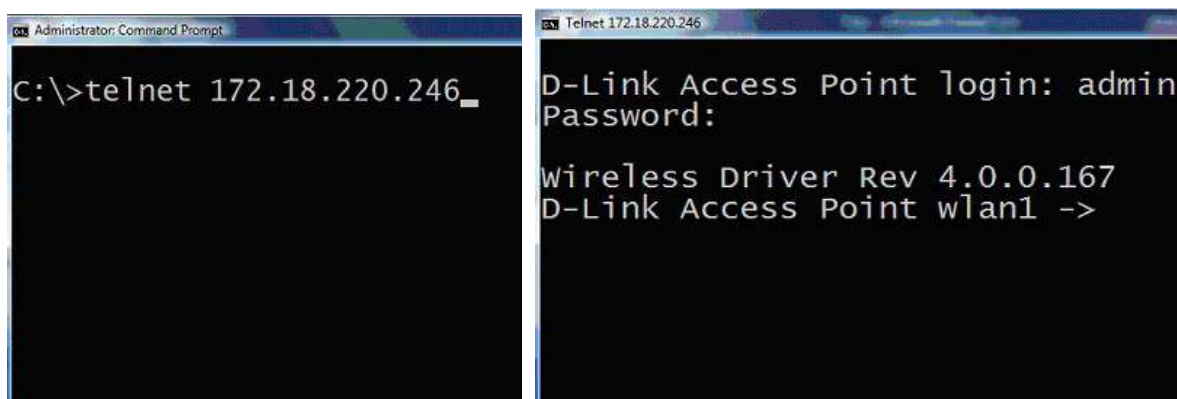 Administrator: Command Prompt
C:\>telnet 172.18.220.246_
Telnet 172.18.220.246
D-Link Access Point login: admin
Password:
Wireless Driver Rev 4.0.0.167
D-Link Access Point wlan1 ->